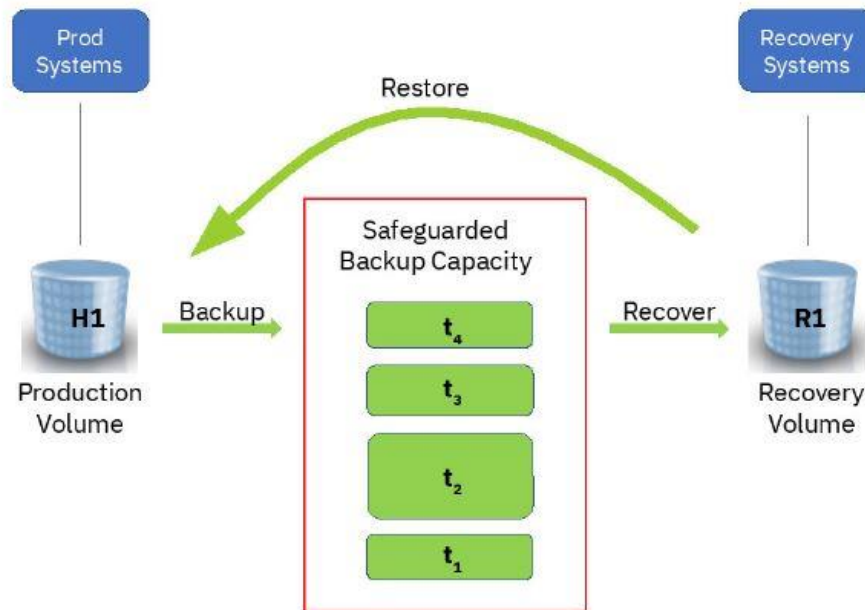 Prod
Systems
Recovery
Systems
Restore
Safeguarded
Backup Capacity
H1
Backup
t₄
Recover
R1
Production
Volume
t₃
Recovery
Volume
t₂
t₁